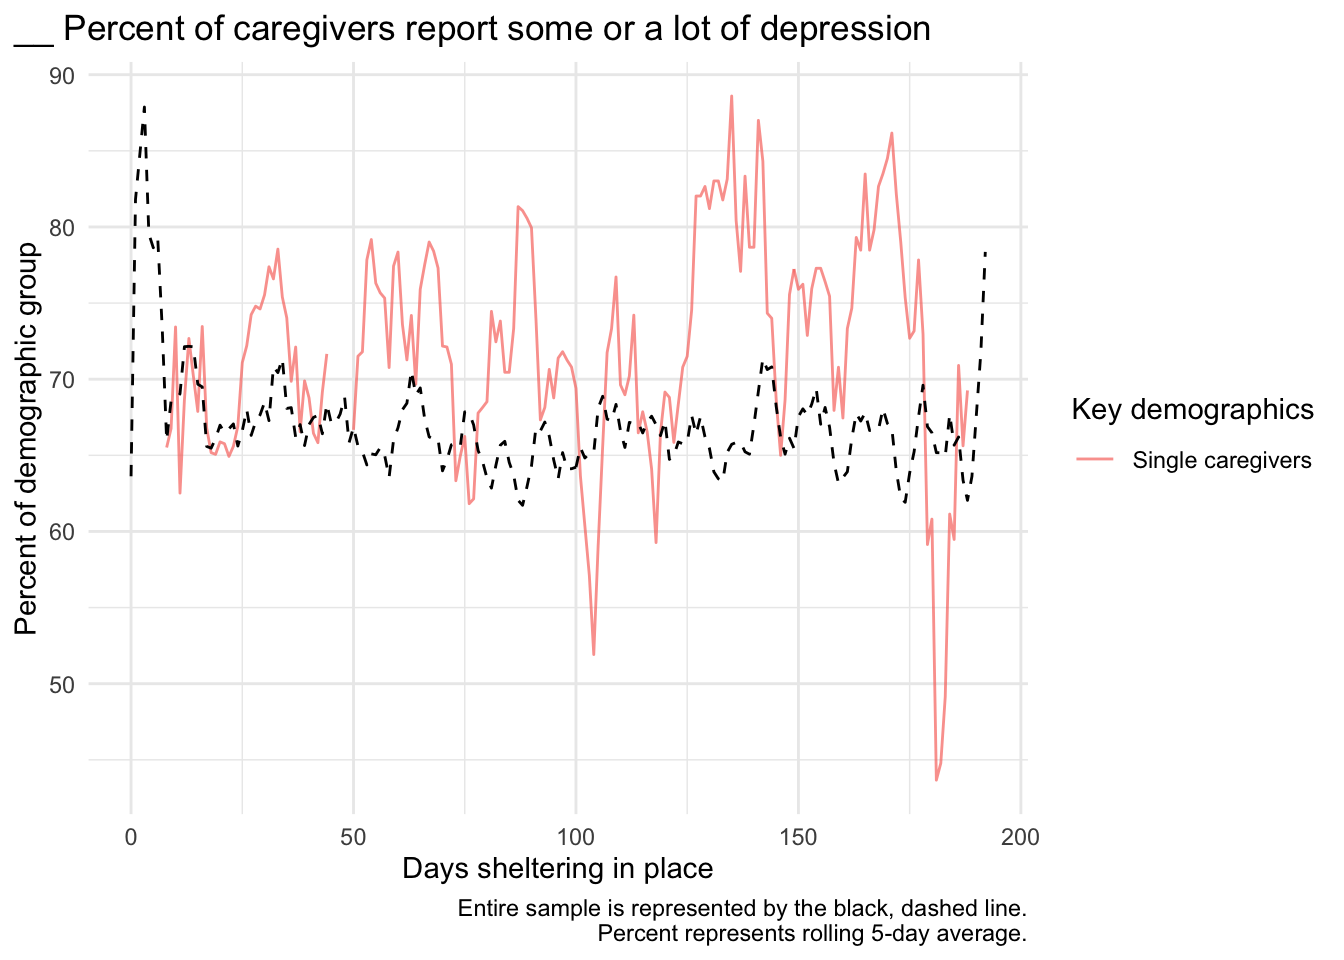 __ Percent of caregivers report some or a lot of depression
90
80
70
60
50
Percent of demographic group
0 50 100 150 200
Days sheltering in place
Key demographics
Single caregivers
Entire sample is represented by the black, dashed line.
Percent represents rolling 5-day average.